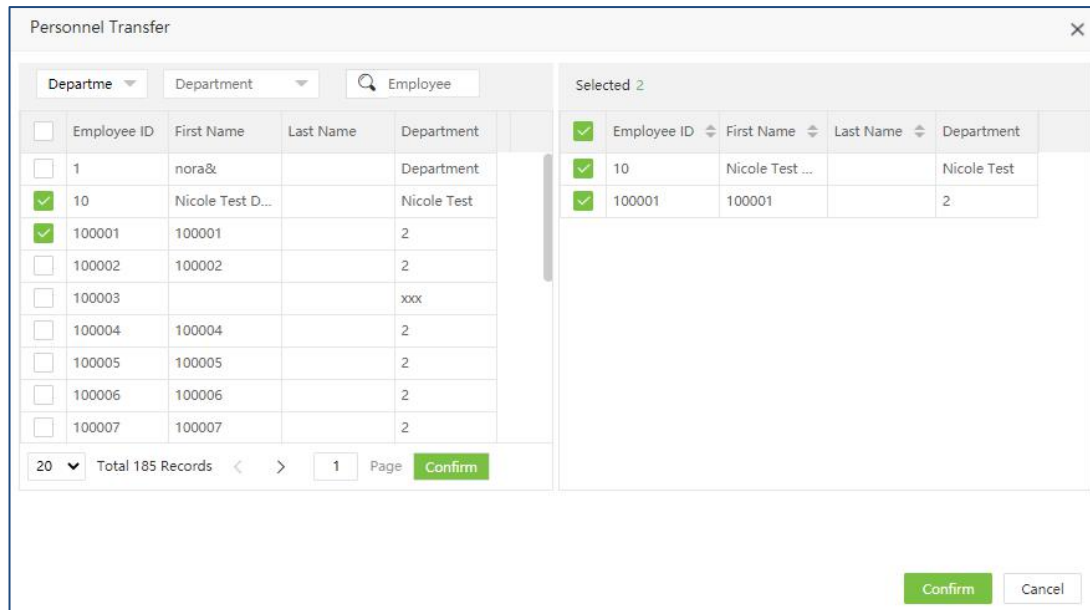 Personnel Transfer
Departme Department Employee
Employee ID First Name Last Name Department
1 nora& Department
10 Nicole Test D... Nicole Test
100001 100001 2
100002 100002 2
100003 xxx
100004 100004 2
100005 100005 2
100006 100006 2
100007 100007 2
20 Total 185 Records < > 1 Page Confirm
Selected 2
Employee ID First Name Last Name Department
10 Nicole Test ... Nicole Test
100001 100001 2
Confirm Cancel